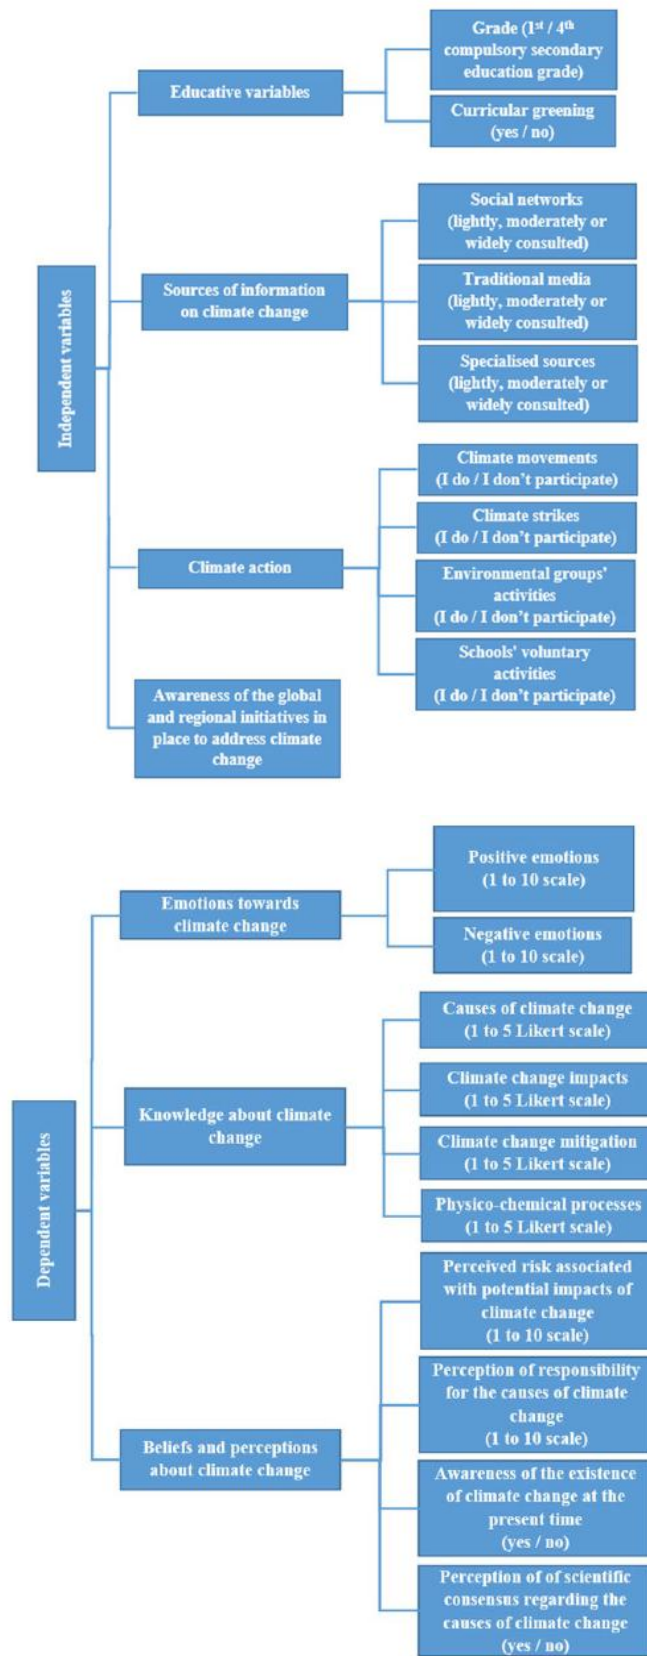 Independent variables
Educative variables
Grade (1st / 4th
compulsory secondary
education grade)
Curricular greening
(yes / no)
Sources of information
on climate change
Social networks
(lightly, moderately or
widely consulted)
Traditional media
(lightly, moderately or
widely consulted)
Specialised sources
(lightly, moderately or
widely consulted)
Climate action
Climate movements
(I do / I don’t participate)
Climate strikes
(I do / I don’t participate)
Environmental groups’
activities
(I do / I don’t participate)
Schools’ voluntary
activities
(I do / I don’t participate)
Awareness of the global
and regional initiatives in
place to address climate
change
Dependent variables
Emotions towards
climate change
Positive emotions
(1 to 10 scale)
Negative emotions
(1 to 10 scale)
Knowledge about climate
change
Causes of climate change
(1 to 5 Likert scale)
Climate change impacts
(1 to 5 Likert scale)
Climate change mitigation
(1 to 5 Likert scale)
Physico-chemical processes
(1 to 5 Likert scale)
Beliefs and perceptions
about climate change
Perceived risk associated
with potential impacts of
climate change
(1 to 10 scale)
Perception of responsibility
for the causes of climate
change
(1 to 10 scale)
Awareness of the existence
of climate change at the
present time
(yes / no)
Perception of of scientific
consensus regarding the
causes of climate change
(yes / no)